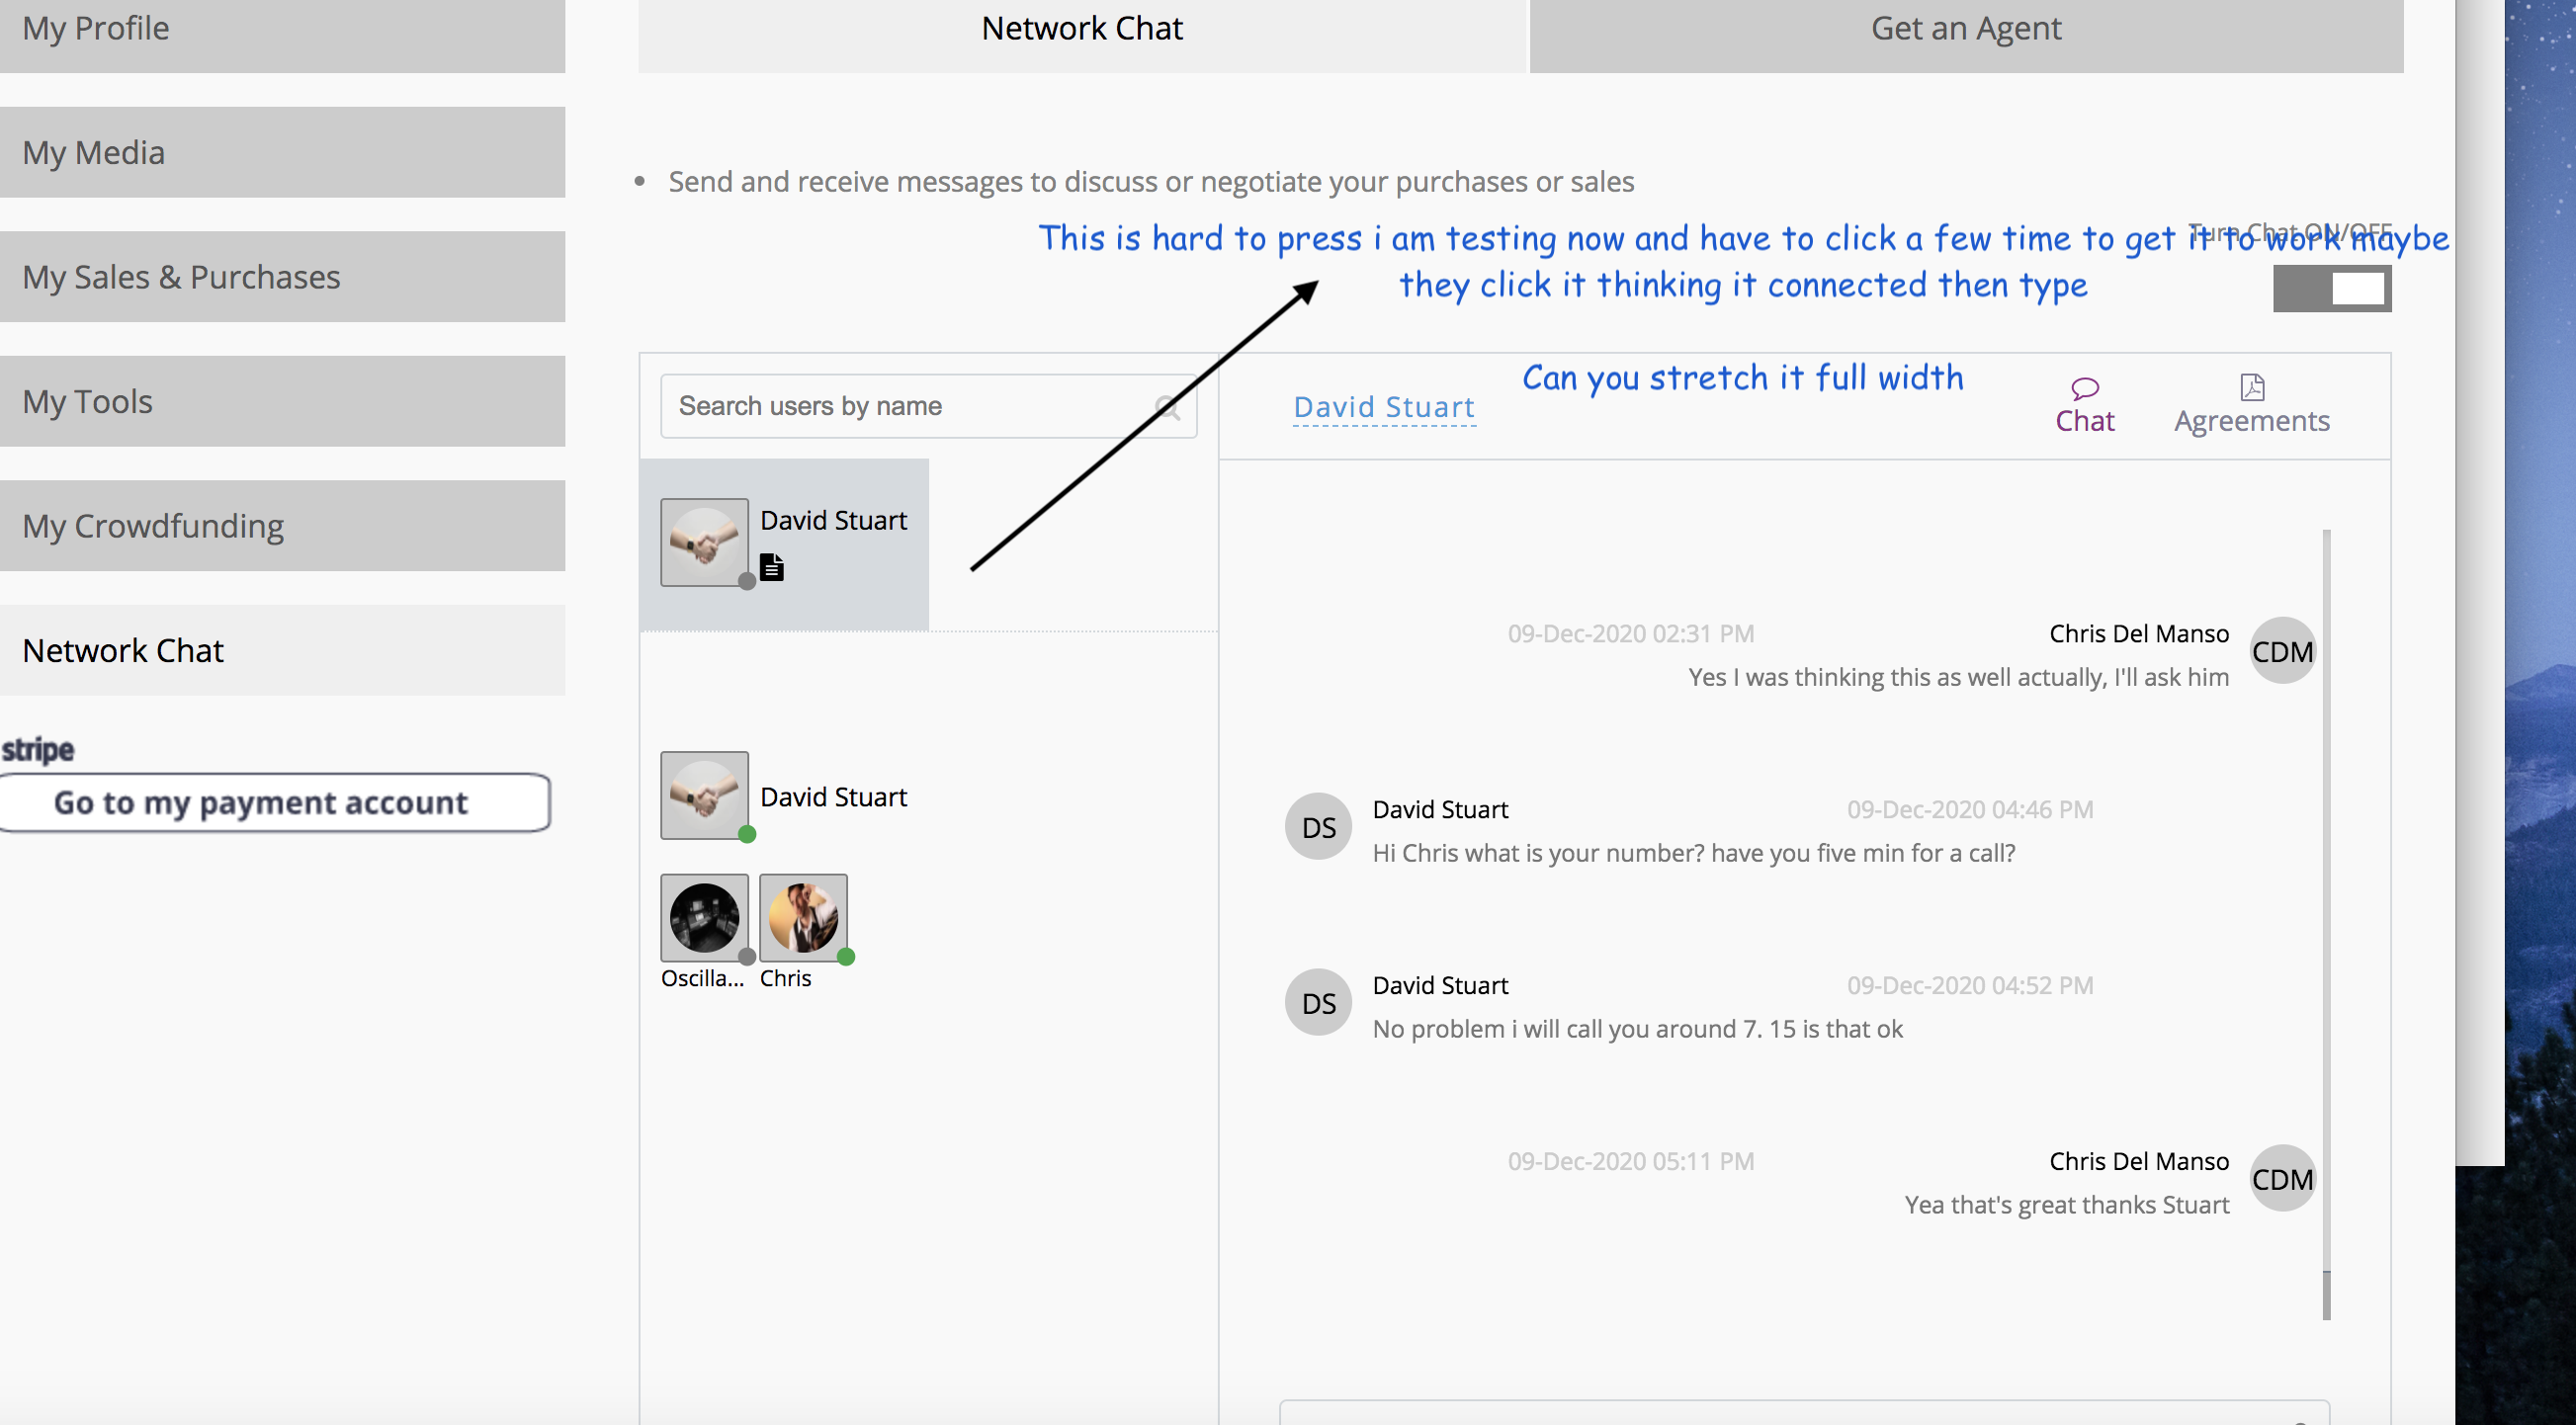 My Profile
Network Chat
Get an Agent
My Media
Send and receive messages to discuss or negotiate your purchases or sales
Turn Chat ON/OFF
This is hard to press i am testing now and have to click a few time to get it to work maybe
they click it thinking it connected then type
My Sales & Purchases
Can you stretch it full width
Search users by name
David Stuart
Chat
Agreements
My Tools
David Stuart
My Crowdfunding
Network Chat
09-Dec-2020 02:31 PM
Chris Del Manso
CDM
Yes I was thinking this as well actually, I'll ask him
stripe
Go to my payment account
David Stuart
DS
David Stuart
09-Dec-2020 04:46 PM
Hi Chris what is your number? have you five min for a call?
Oscilla...
Chris
DS
David Stuart
09-Dec-2020 04:52 PM
No problem i will call you around 7. 15 is that ok
09-Dec-2020 05:11 PM
Chris Del Manso
CDM
Yea that's great thanks Stuart